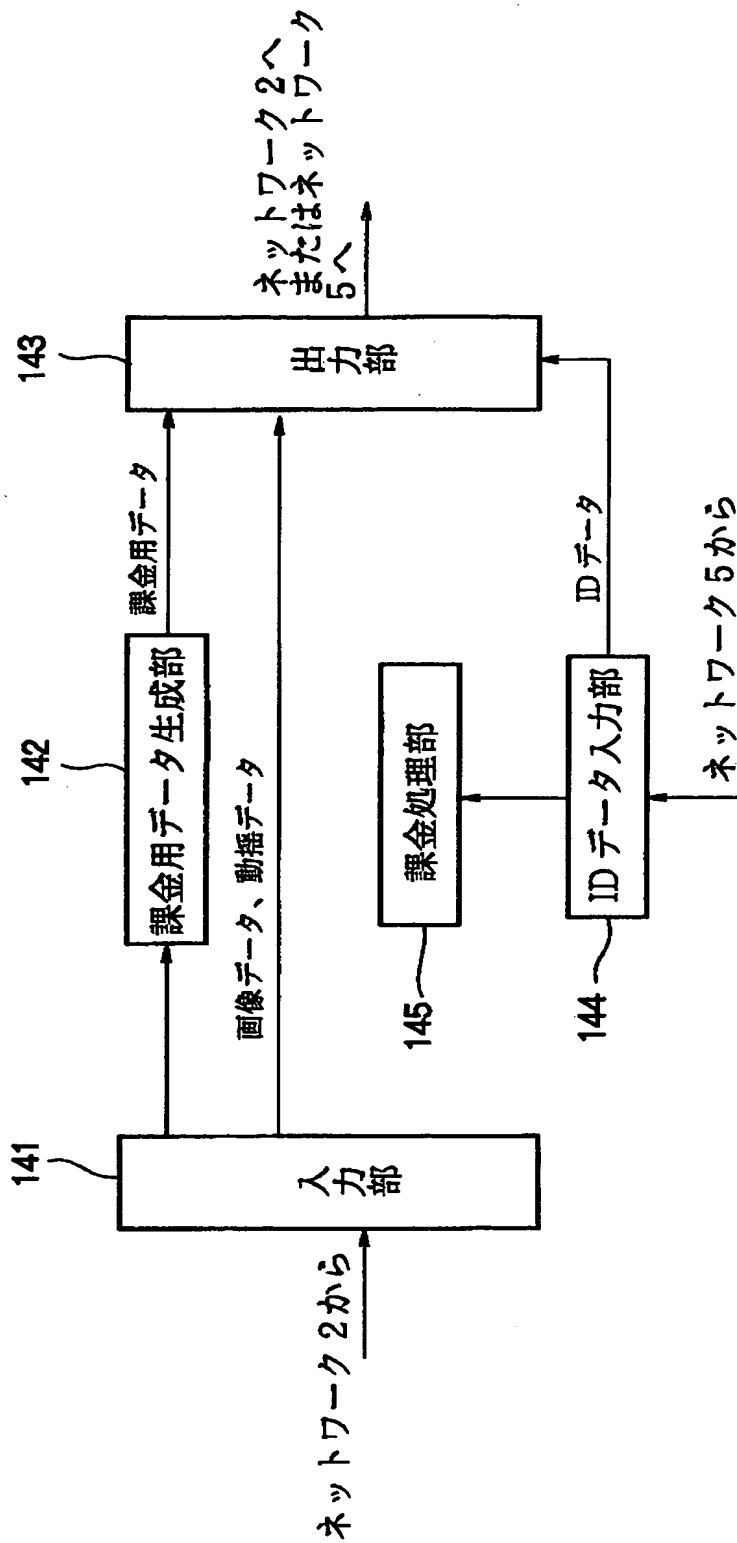 ネットワーク2から
141
入力部
142
課金用データ生成部
課金用データ
画像データ、動揺データ
143
出力部
ネットワーク2へ
またはネットワーク
5へ
145
課金処理部
144
IDデータ入力部
IDデータ
ネットワーク5から